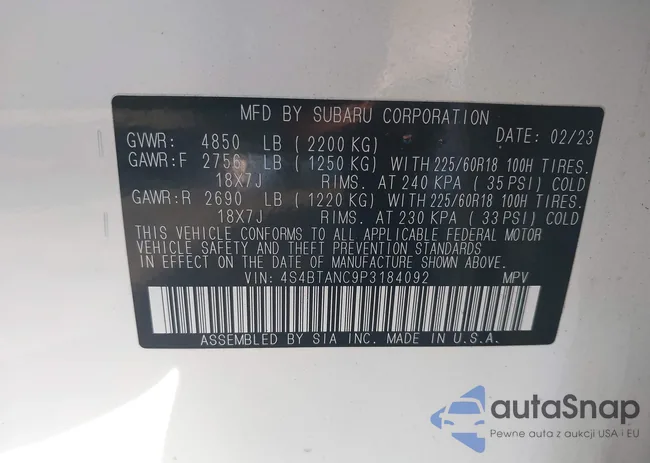 MFD BY SUBARU CORPORATION
GVWR: 4850 LB (2200 KG) DATE: 02/23
GAWR:F 2756 LB (1250 KG) WITH 225/60R18 100H TIRES.
18X7J RIMS. AT 240 KPA (35 PSI) COLD
GAWR:R 2690 LB (1220 KG) WITH 225/60R18 100H TIRES.
18X7J RIMS. AT 230 KPA (33 PSI) COLD
THIS VEHICLE CONFORMS TO ALL APPLICABLE FEDERAL MOTOR
VEHICLE SAFETY AND THEFT PREVENTION STANDARDS
IN EFFECT ON DATE OF MANUFACTURE SHOWN ABOVE.
VIN: 4S4BTANC9P3184092 MPV
ASSEMBLED BY SIA INC. MADE IN U.S.A.
autaSnap
Pewne auta z aukcji USA i EU